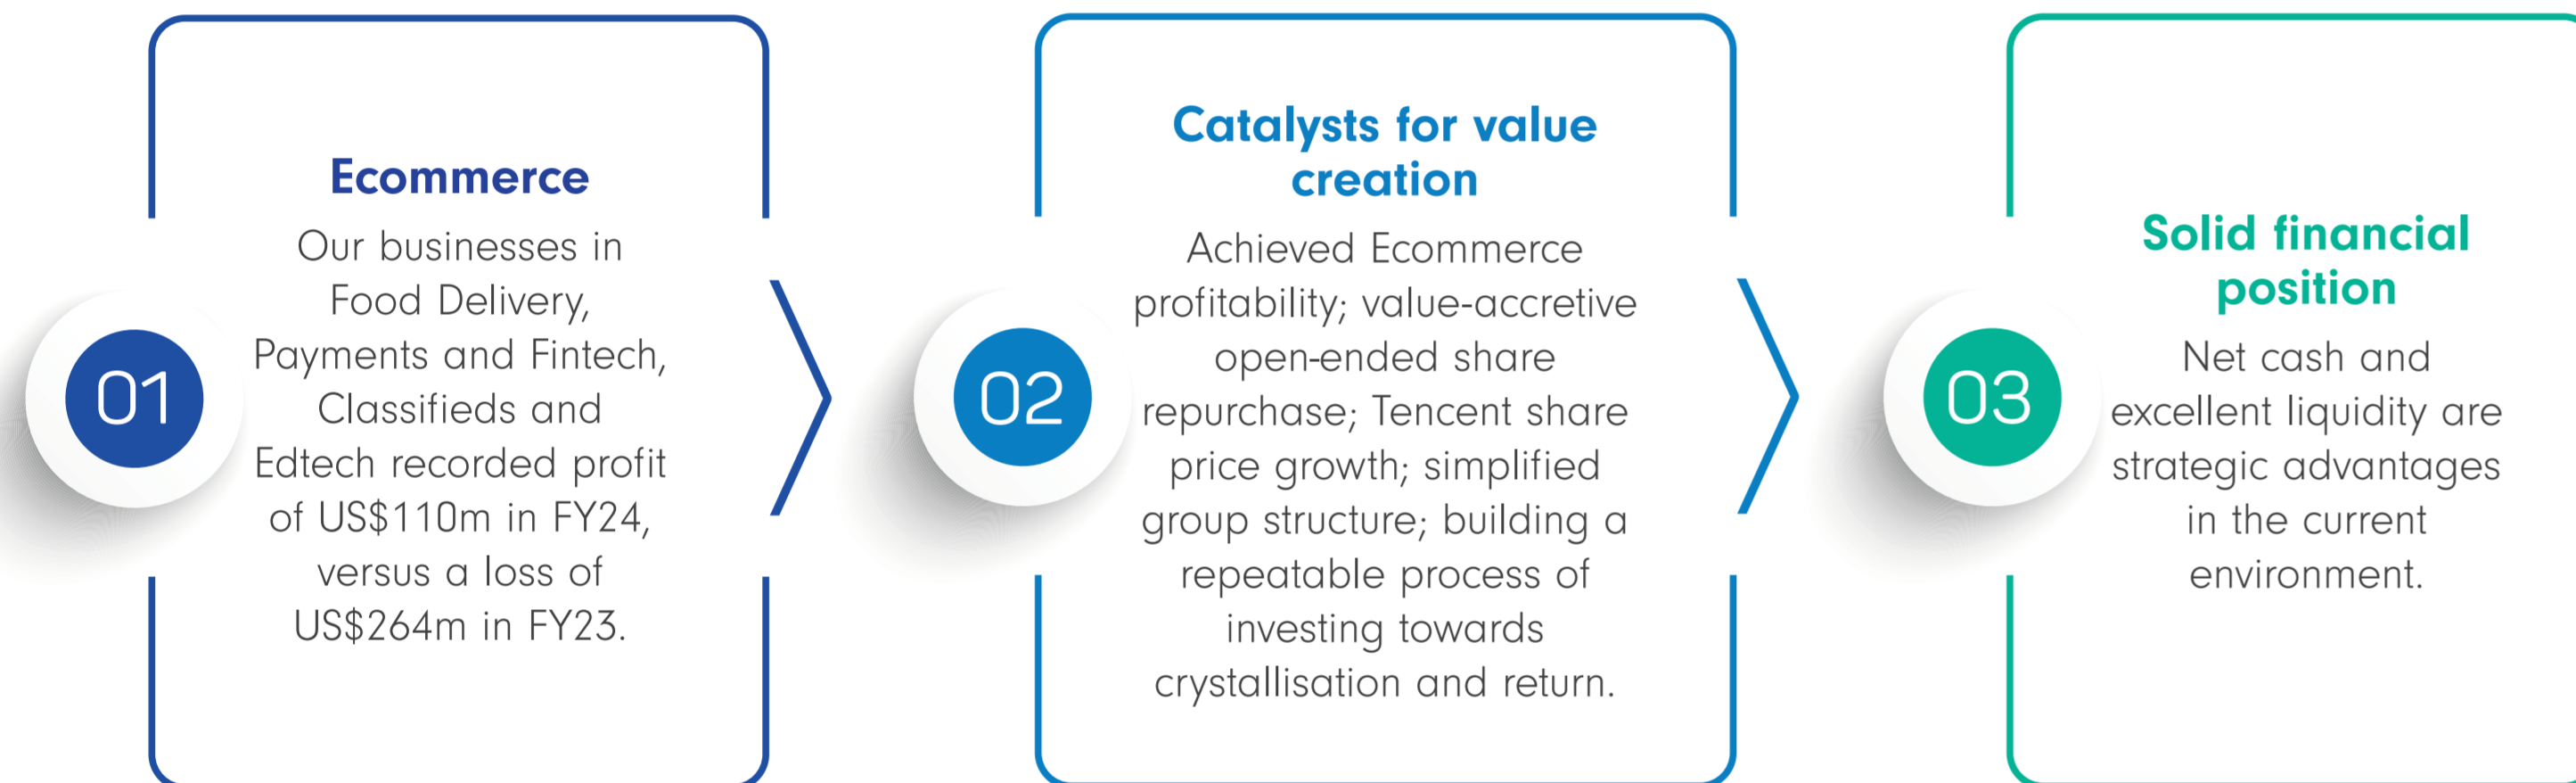 01
Ecommerce
Our businesses in
Food Delivery,
Payments and Fintech,
Classifieds and
Edtech recorded profit
of US$110m in FY24,
versus a loss of
US$264m in FY23.
02
Catalysts for value
creation
Achieved Ecommerce
profitability; value-accretive
open-ended share
repurchase; Tencent share
price growth; simplified
group structure; building a
repeatable process of
investing towards
crystallisation and return.
03
Solid financial
position
Net cash and
excellent liquidity are
strategic advantages
in the current
environment.